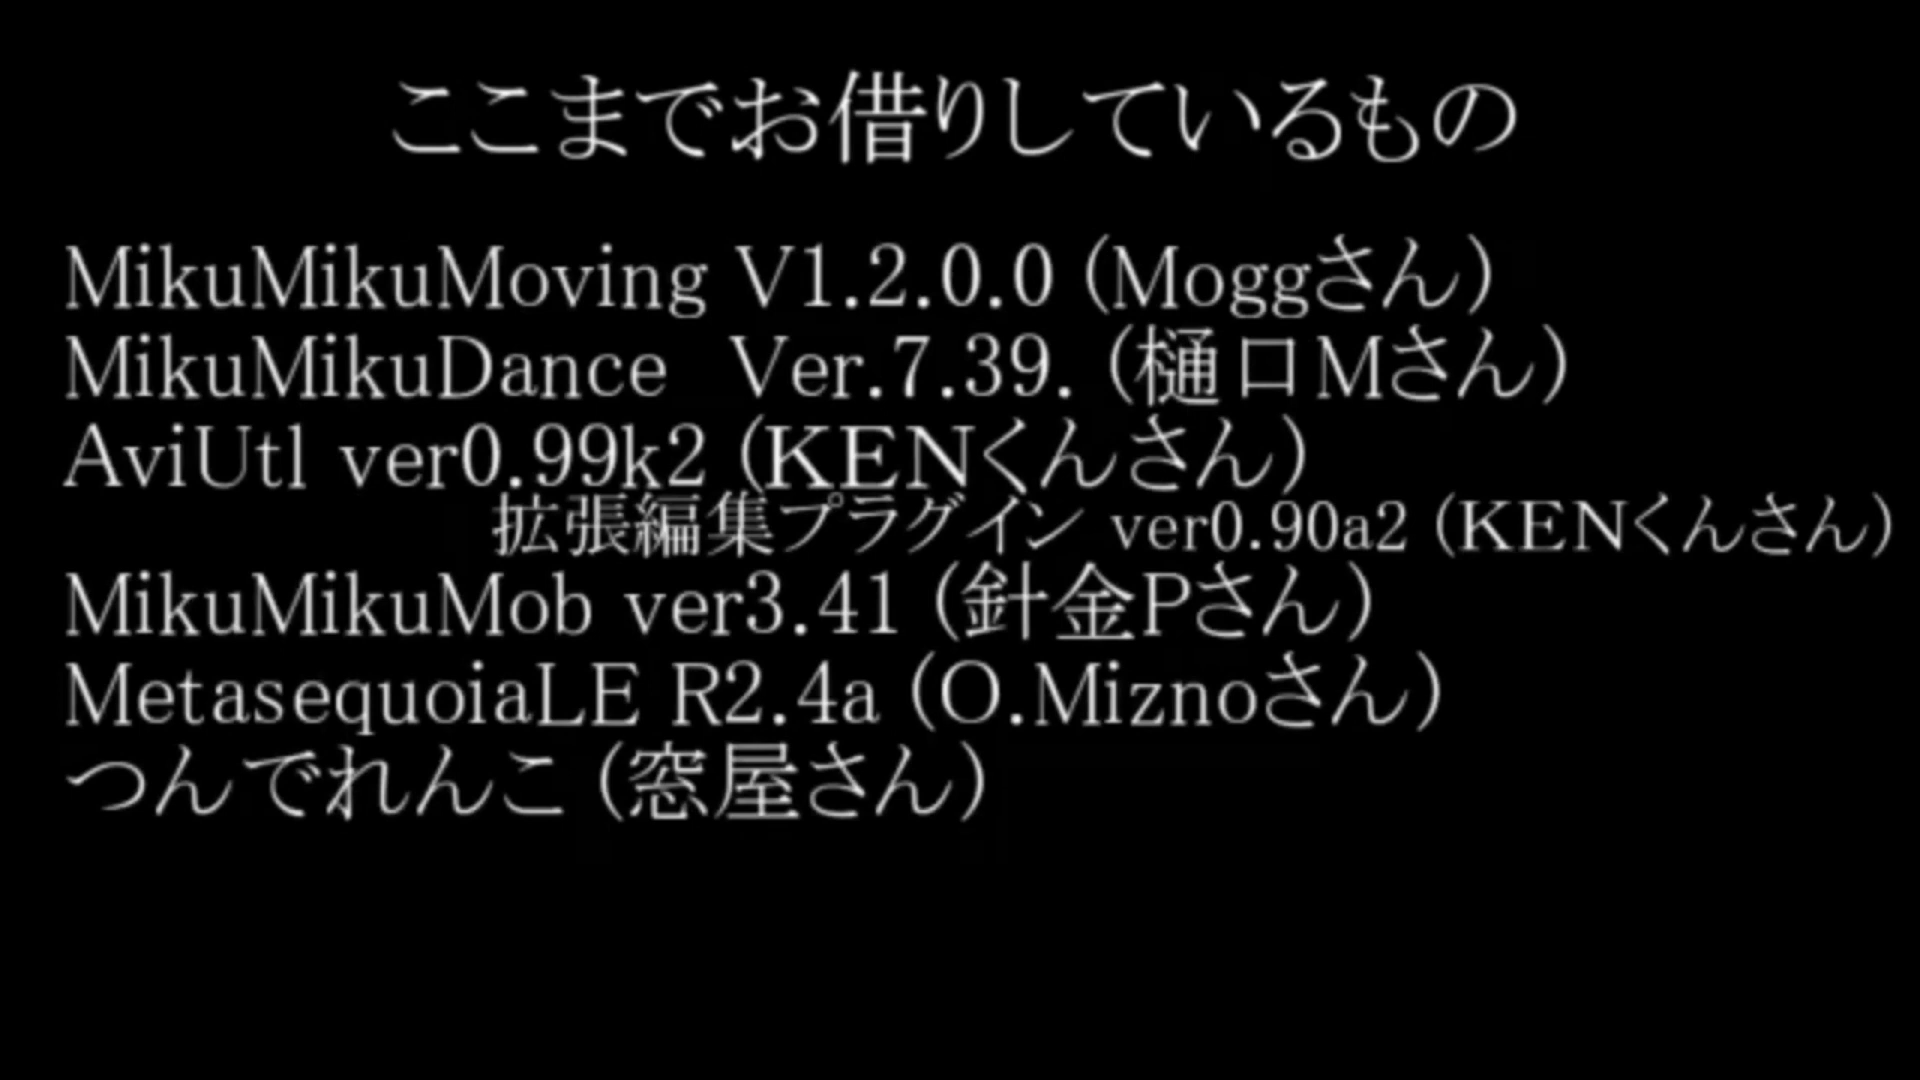 ここまでお借りしているもの
MikuMikuMoving V1.2.0.0 (Moggさん)
MikuMikuDance　Ver.7.39. (樋口Mさん)
AviUtl ver0.99k2 (KENくんさん)
拡張編集プラグイン ver0.90a2 (KENくんさん)
MikuMikuMob ver3.41 (針金Pさん)
MetasequoiaLE R2.4a (O.Miznoさん)
つんでれんこ (窓屋さん)